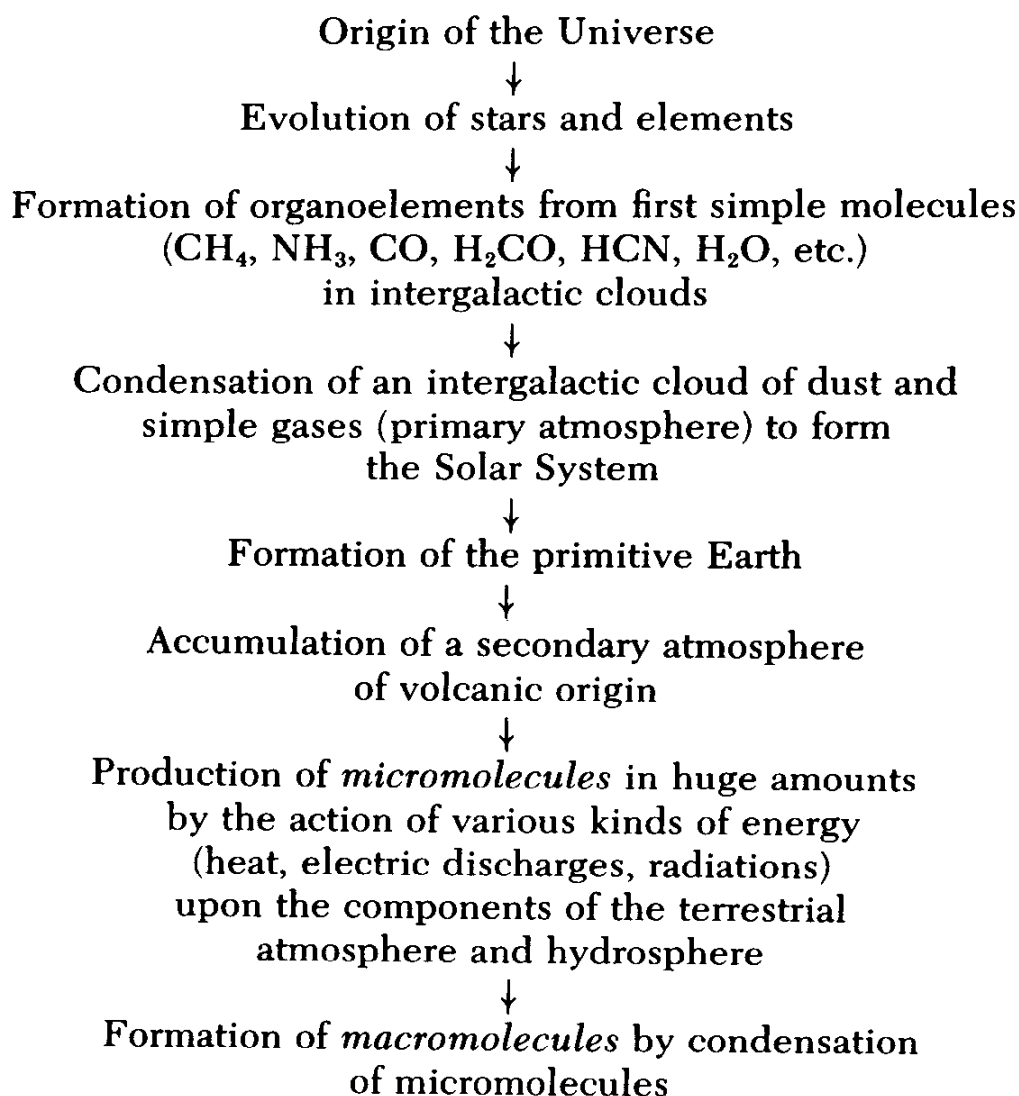 Origin of the Universe
↓
Evolution of stars and elements
↓
Formation of organoelements from first simple molecules
(CH₄, NH₃, CO, H₂CO, HCN, H₂O, etc.)
in intergalactic clouds
↓
Condensation of an intergalactic cloud of dust and
simple gases (primary atmosphere) to form
the Solar System
↓
Formation of the primitive Earth
↓
Accumulation of a secondary atmosphere
of volcanic origin
↓
Production of micromolecules in huge amounts
by the action of various kinds of energy
(heat, electric discharges, radiations)
upon the components of the terrestrial
atmosphere and hydrosphere
↓
Formation of macromolecules by condensation
of micromolecules